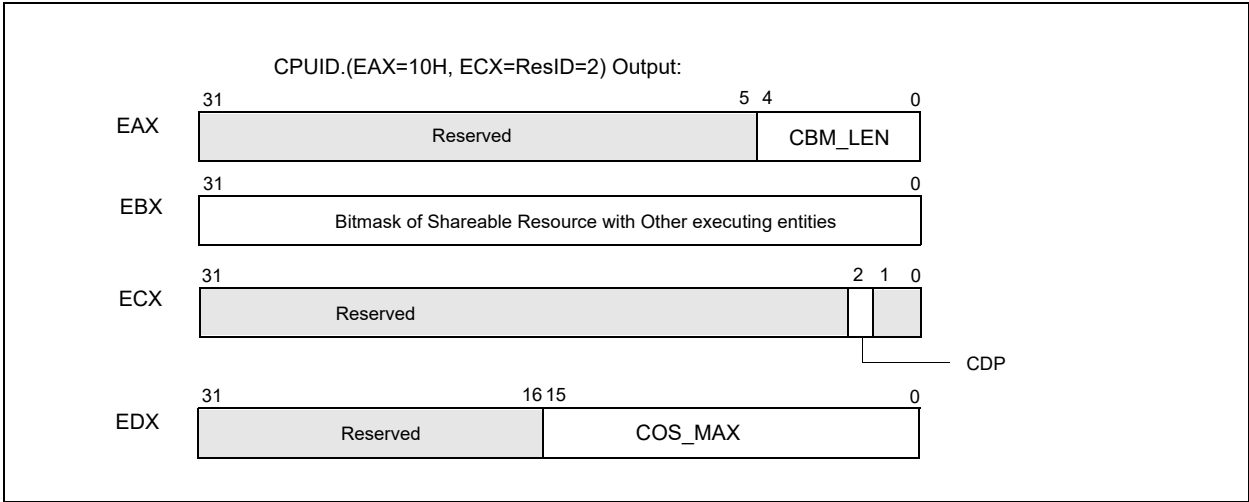 CPUID.(EAX=10H, ECX=ResID=2) Output:
31 5 4 0
EAX Reserved CBM_LEN
31 0
EBX Bitmask of Shareable Resource with Other executing entities
31 2 1 0
ECX Reserved
CDP
31 16 15 0
EDX Reserved COS_MAX